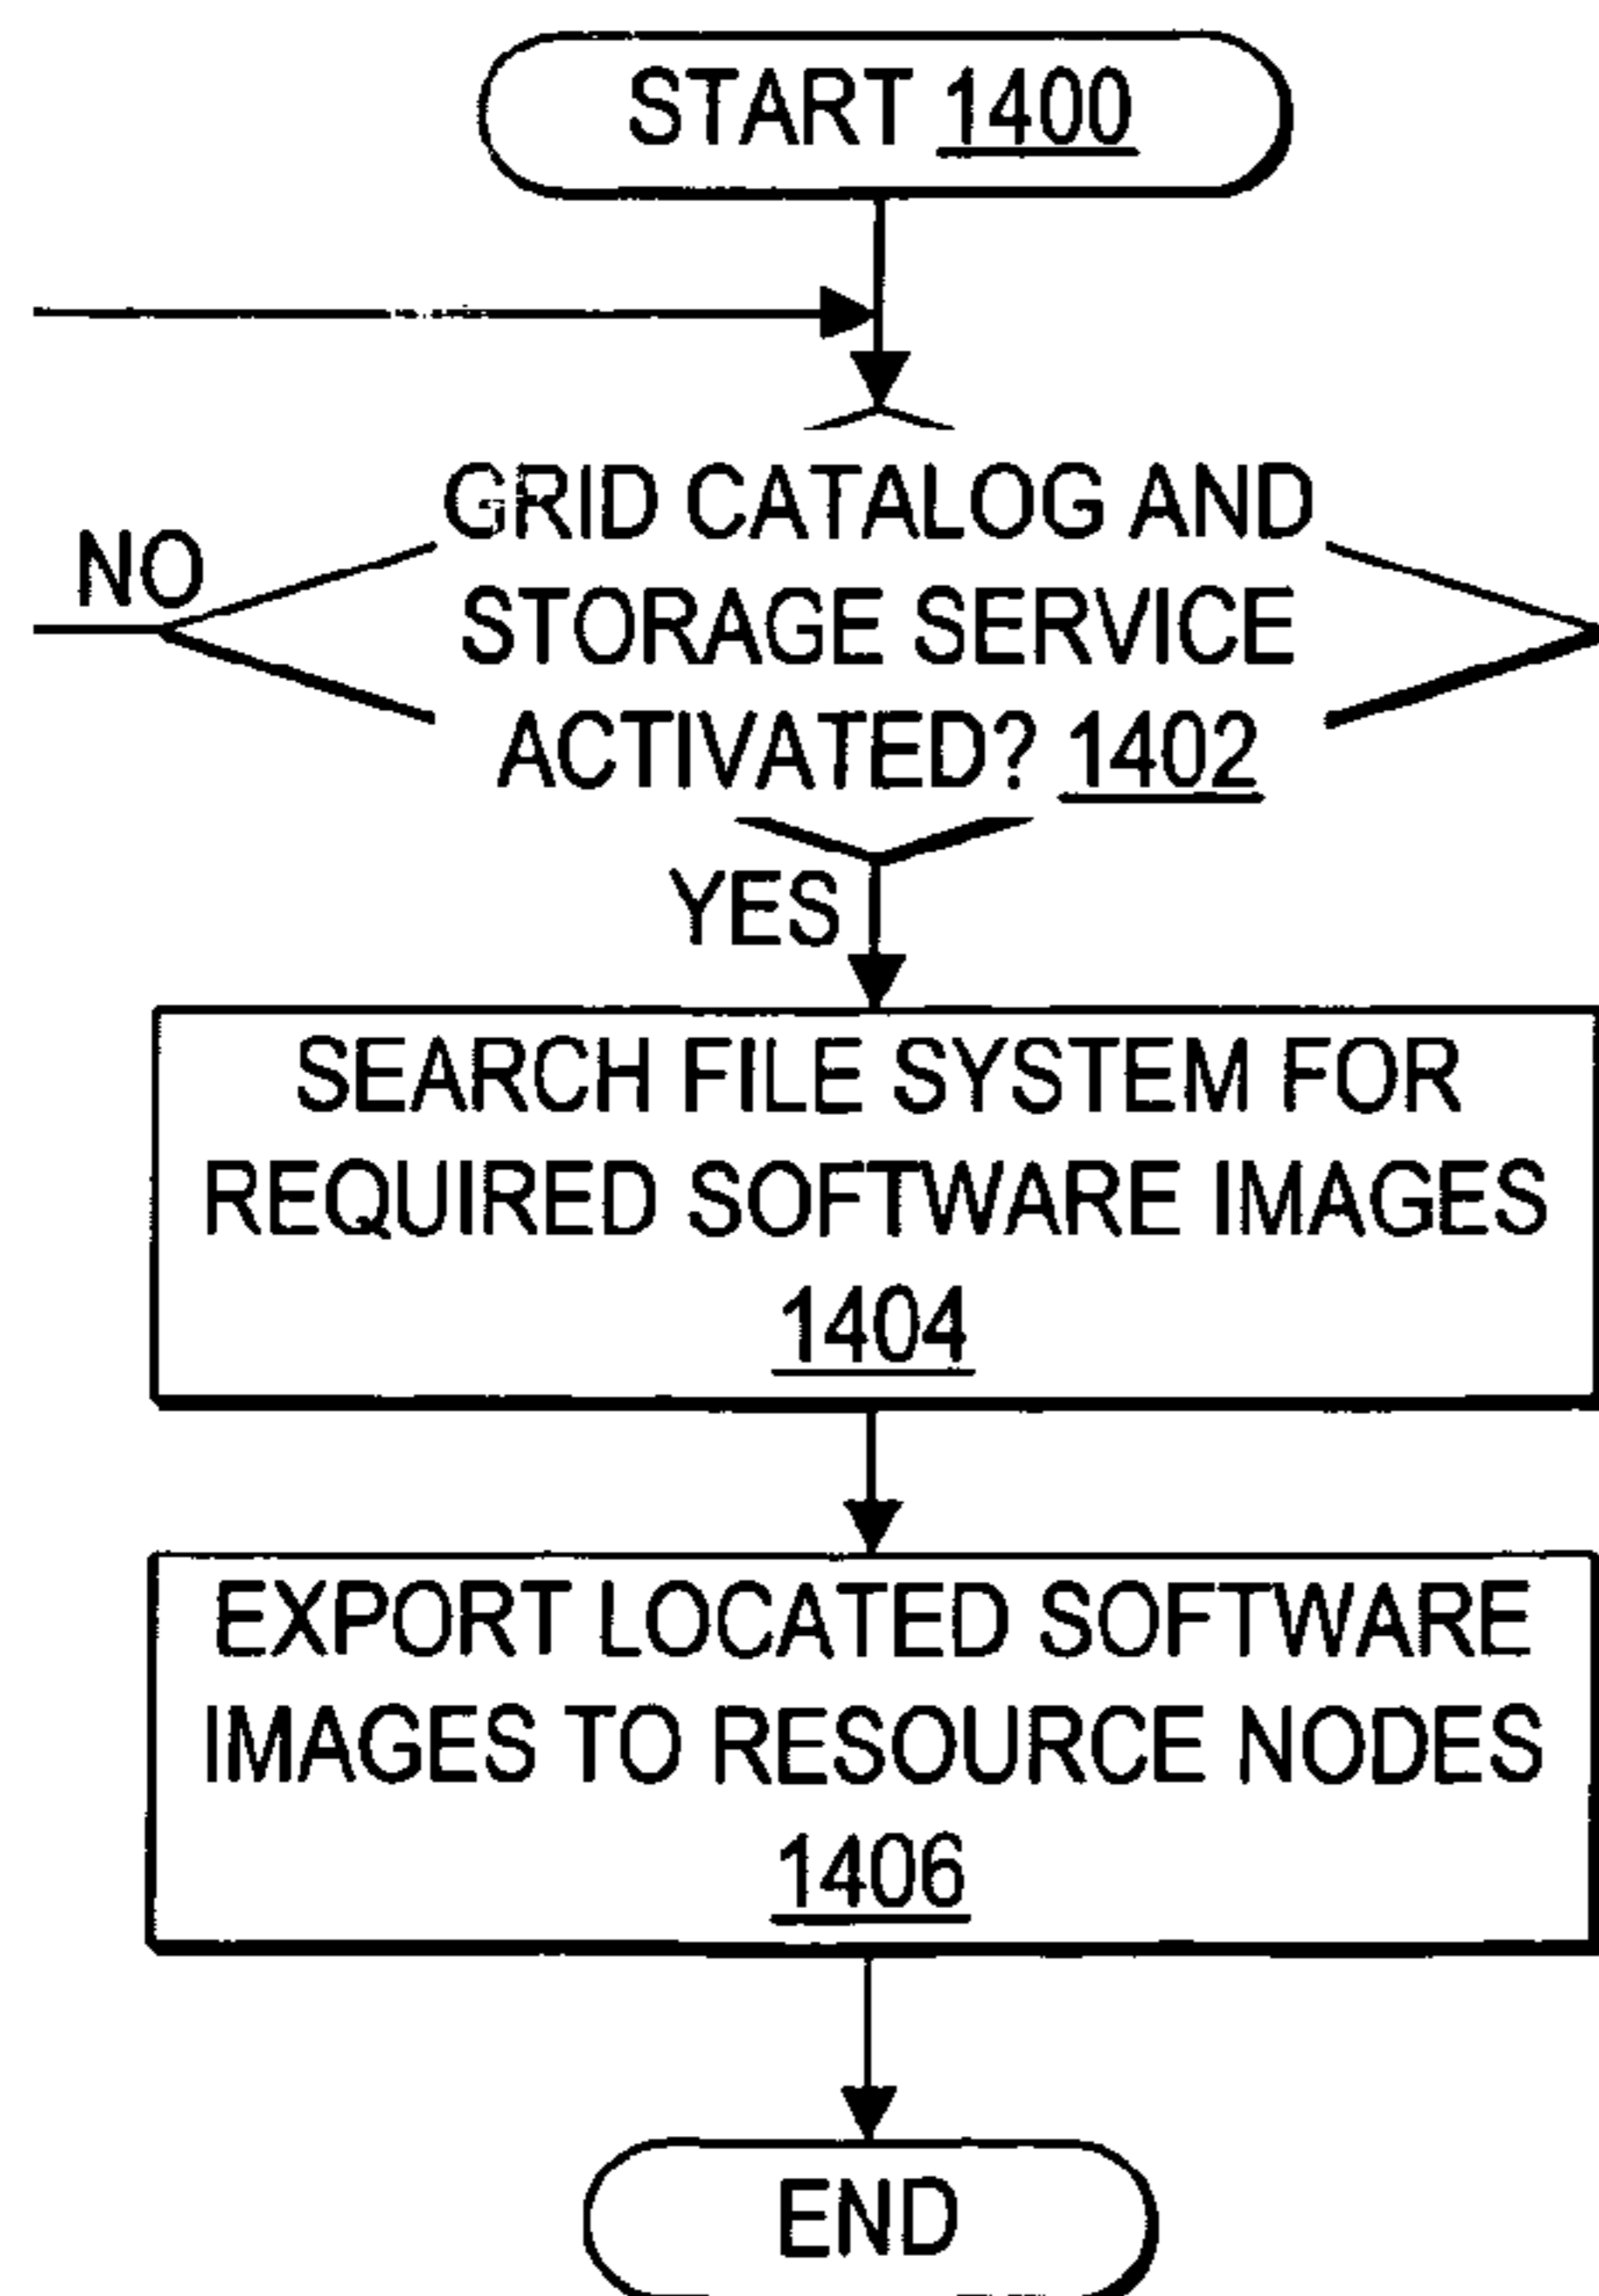 START 1400
GRID CATALOG AND
NO
STORAGE SERVICE
ACTIVATED? 1402
YES
SEARCH FILE SYSTEM FOR
REQUIRED SOFTWARE IMAGES
1404
EXPORT LOCATED SOFTWARE
IMAGES TO RESOURCE NODES
1406
END